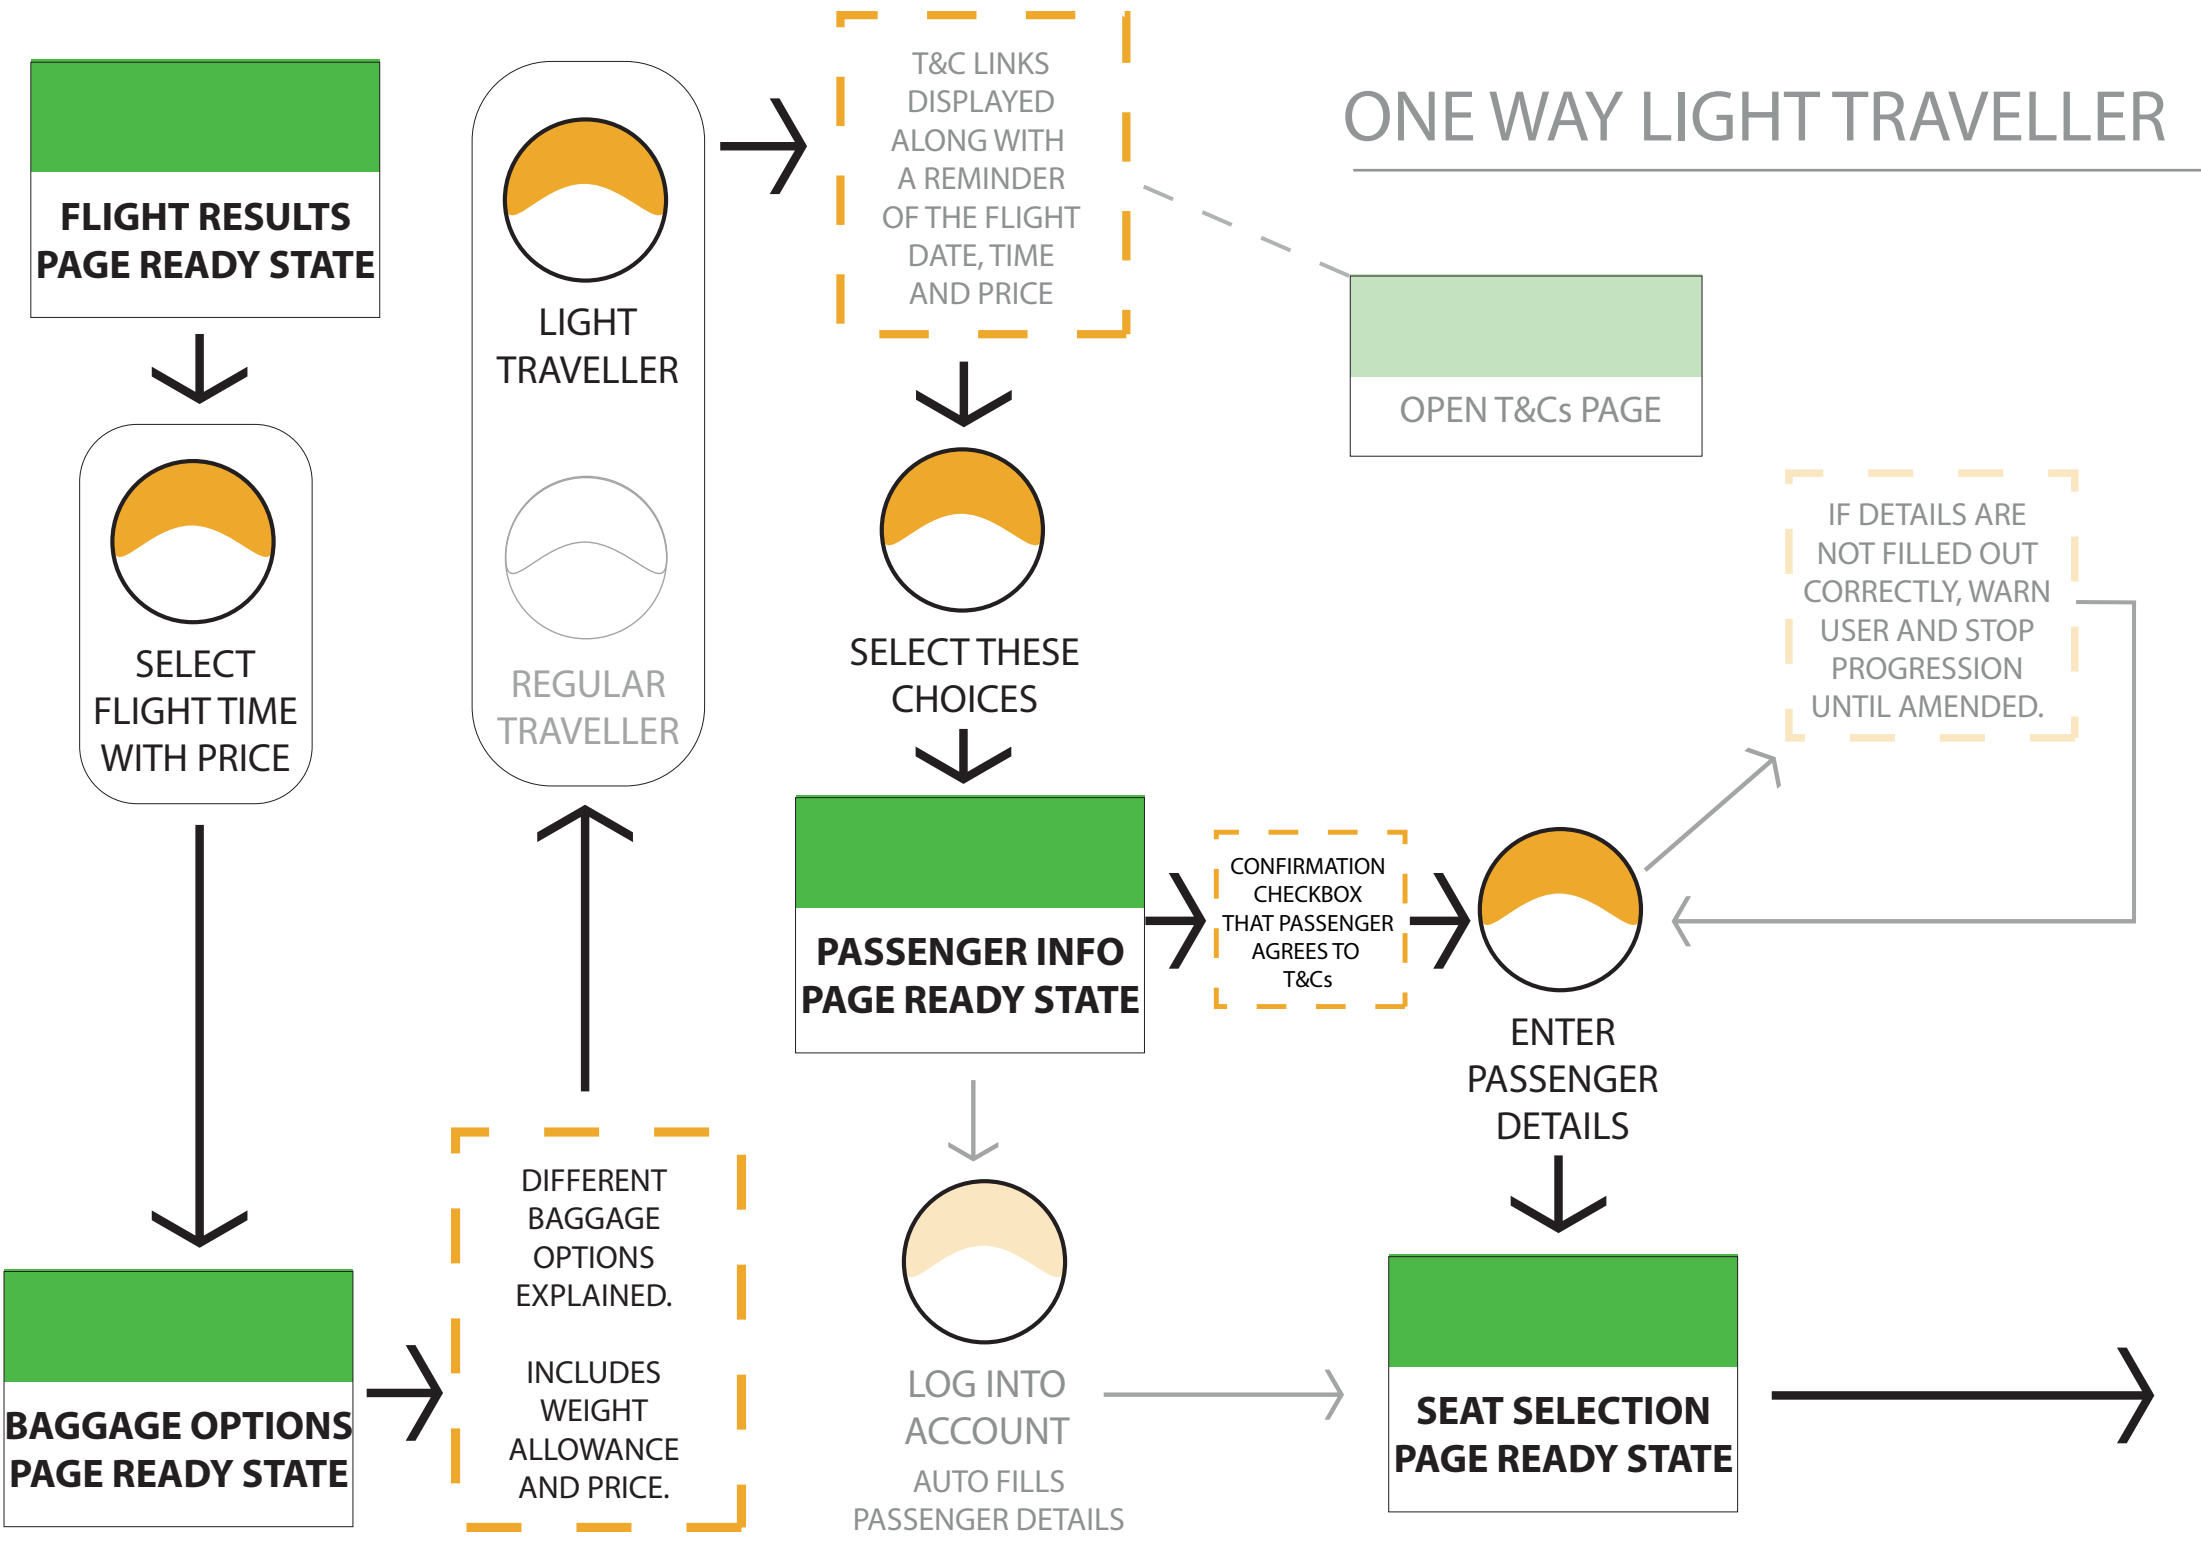 ONE WAY LIGHT TRAVELLER
FLIGHT RESULTS
PAGE READY STATE
SELECT
FLIGHT TIME
WITH PRICE
BAGGAGE OPTIONS
PAGE READY STATE
DIFFERENT
BAGGAGE
OPTIONS
EXPLAINED.
INCLUDES
WEIGHT
ALLOWANCE
AND PRICE.
LIGHT
TRAVELLER
REGULAR
TRAVELLER
T&C LINKS
DISPLAYED
ALONG WITH
A REMINDER
OF THE FLIGHT
DATE, TIME
AND PRICE
OPEN T&Cs PAGE
SELECT THESE
CHOICES
PASSENGER INFO
PAGE READY STATE
CONFIRMATION
CHECKBOX
THAT PASSENGER
AGREES TO
T&Cs
ENTER
PASSENGER
DETAILS
IF DETAILS ARE
NOT FILLED OUT
CORRECTLY, WARN
USER AND STOP
PROGRESSION
UNTIL AMENDED.
LOG INTO
ACCOUNT
AUTO FILLS
PASSENGER DETAILS
SEAT SELECTION
PAGE READY STATE